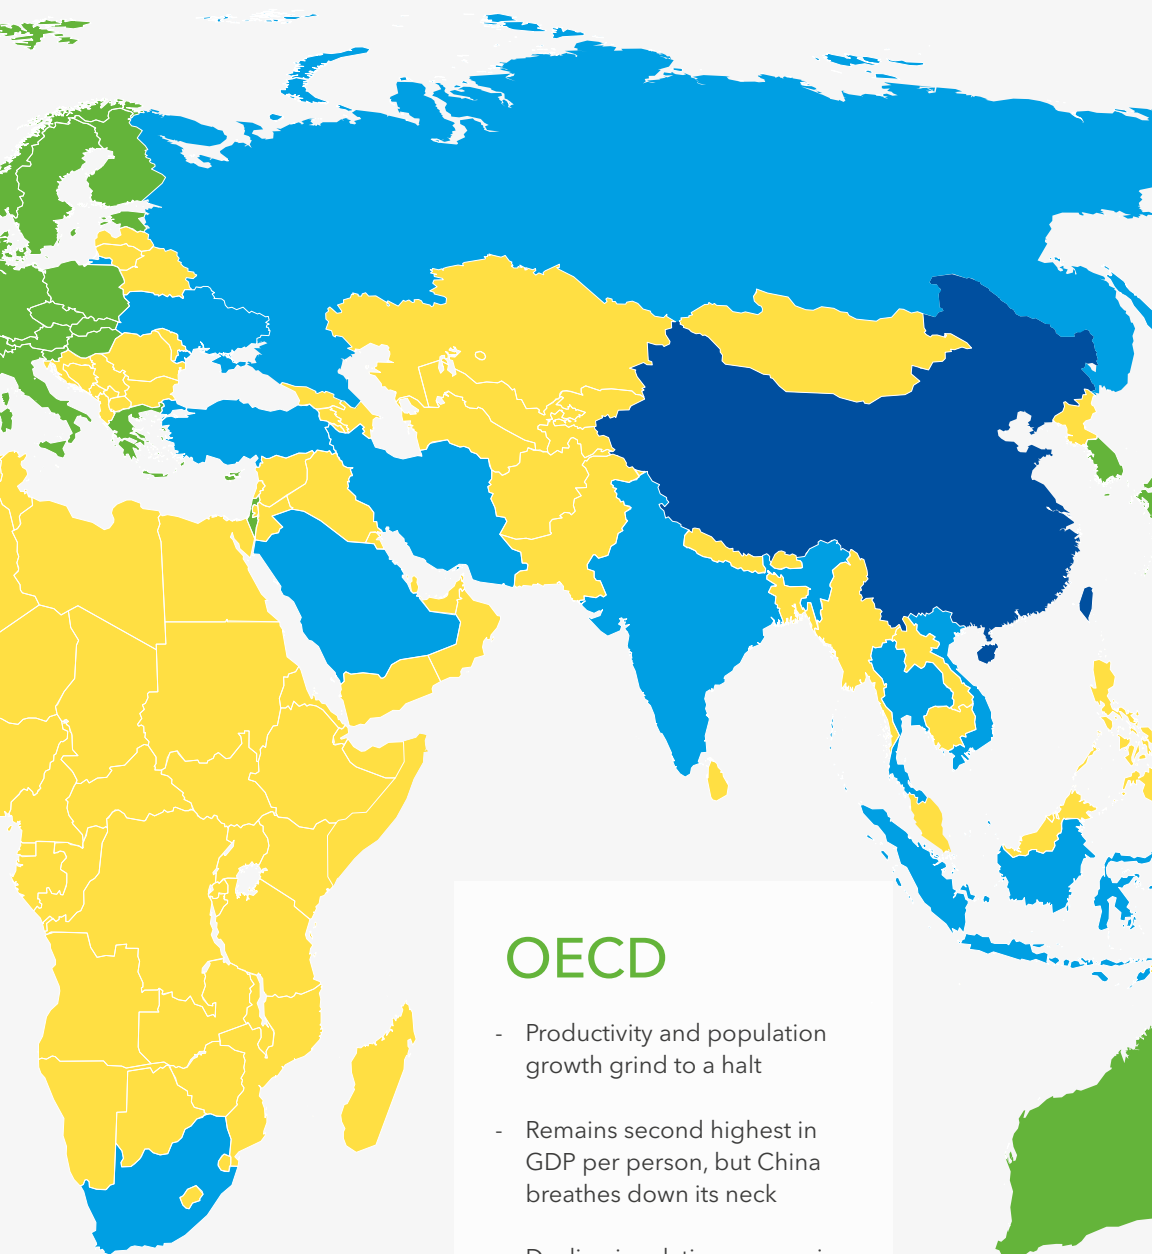 OECD
- Productivity and population
growth grind to a halt
- Remains second highest in
GDP per person, but China
breathes down its neck